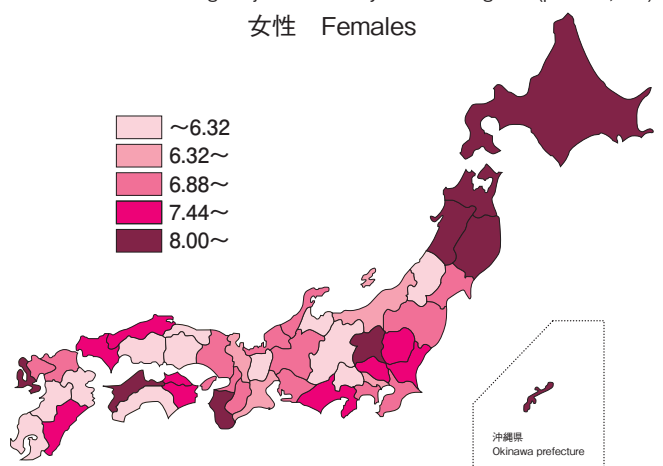 女性　Females
～6.32
6.32～
6.88～
7.44～
8.00～
沖縄県
Okinawa prefecture